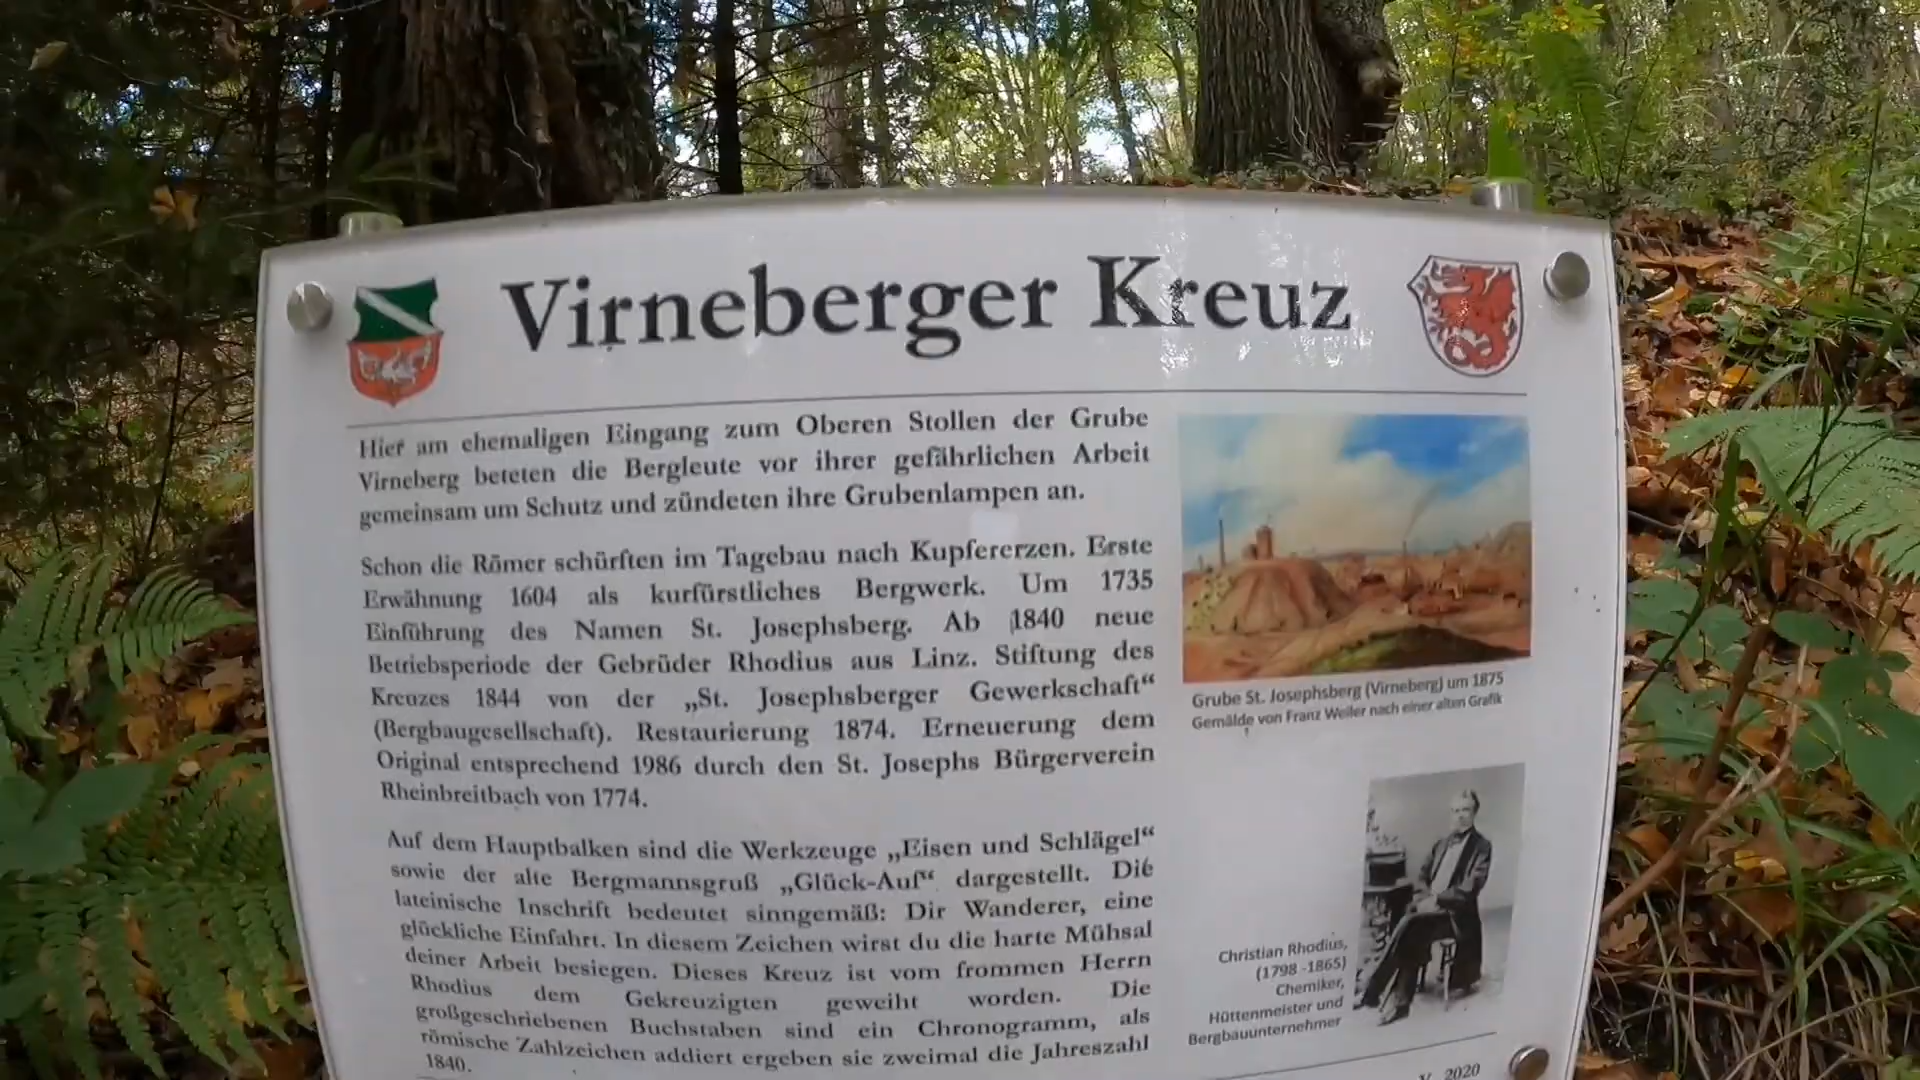 Virneberger Kreuz
Hier am ehemaligen Eingang zum Oberen Stollen der Grube
Virneberg beteten die Bergleute vor ihrer gefährlichen Arbeit
gemeinsam um Schutz und zündeten ihre Grubenlampen an.
Schon die Römer schürften im Tagebau nach Kupfererzen. Erste
Erwähnung 1604 als kurfürstliches Bergwerk. Um 1735
Einführung des Namen St. Josephsberg. Ab 1840 neue
Betriebsperiode der Gebrüder Rhodius aus Linz. Stiftung des
Kreuzes 1844 von der „St. Josephsberger Gewerkschaft“
(Bergbaugesellschaft). Restaurierung 1874. Erneuerung dem
Original entsprechend 1986 durch den St. Josephs Bürgerverein
Rheinbreitbach von 1774.
Auf dem Hauptbalken sind die Werkzeuge „Eisen und Schlägel“
sowie der alte Bergmannsgruß „Glück-Auf“ dargestellt. Die
lateinische Inschrift bedeutet sinngemäß: Dir Wanderer, eine
glückliche Einfahrt. In diesem Zeichen wirst du die harte Mühsal
deiner Arbeit besiegen. Dieses Kreuz ist vom frommen Herrn
Rhodius dem Gekreuzigten geweiht worden. Die
großgeschriebenen Buchstaben sind ein Chronogramm, als
römische Zahlzeichen addiert ergeben sie zweimal die Jahreszahl
1840.
Grube St. Josephsberg (Virneberg) um 1875
Gemälde von Franz Weiler nach einer alten Grafik
Christian Rhodius,
(1798 -1865)
Chemiker,
Hüttenmeister und
Bergbauunternehmer
2020